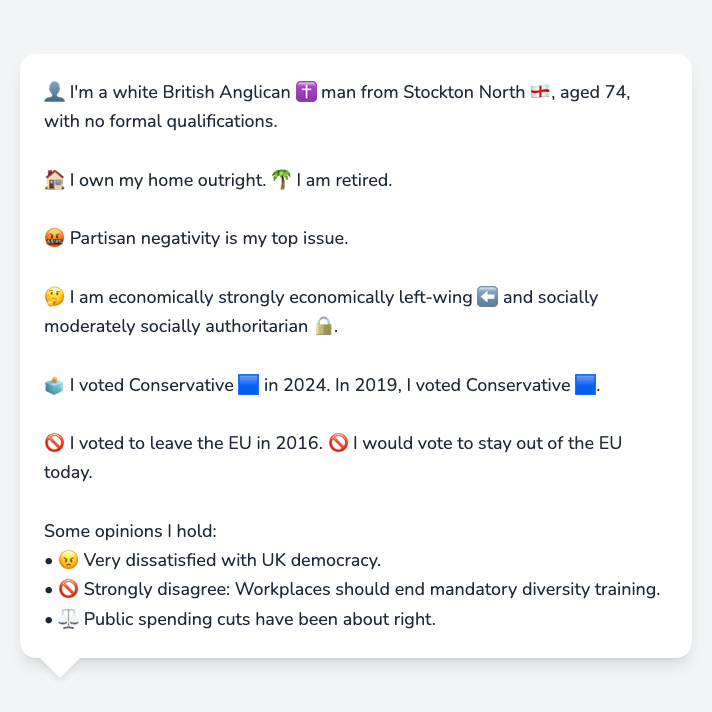 👤 I'm a white British Anglican ✝️ man from Stockton North 🏴󠁧󠁢󠁥󠁮󠁧󠁿, aged 74,
with no formal qualifications.
🏠 I own my home outright. 🌴 I am retired.
🤬 Partisan negativity is my top issue.
🤔 I am economically strongly economically left-wing ⬅️ and socially
moderately socially authoritarian 🔒.
🗳️ I voted Conservative 🟦 in 2024. In 2019, I voted Conservative 🟦.
🚫 I voted to leave the EU in 2016. 🚫 I would vote to stay out of the EU
today.
Some opinions I hold:
• 😠 Very dissatisfied with UK democracy.
• 🚫 Strongly disagree: Workplaces should end mandatory diversity training.
• ⚖️ Public spending cuts have been about right.